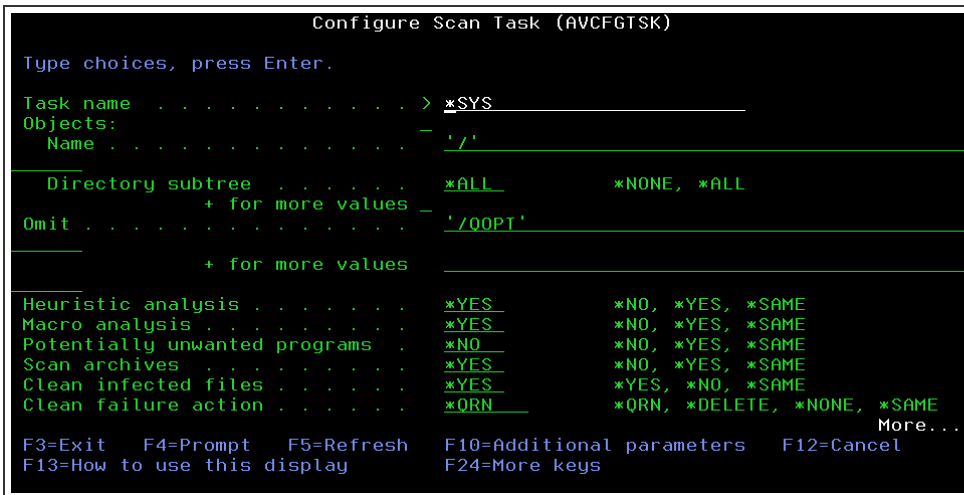 Configure Scan Task (AVCFGTSK)
Type choices, press Enter.
Task name . . . . . . . . . . . . > *SYS
Objects:
Name . . . . . . . . . . . . . '/'
Directory subtree . . . . . . *ALL *NONE, *ALL
+ for more values
Omit . . . . . . . . . . . . . . '/QOPT'
+ for more values
Heuristic analysis . . . . . . . *YES *NO, *YES, *SAME
Macro analysis . . . . . . . . . *YES *NO, *YES, *SAME
Potentially unwanted programs . *NO *NO, *YES, *SAME
Scan archives . . . . . . . . . *YES *NO, *YES, *SAME
Clean infected files . . . . . . *YES *YES, *NO, *SAME
Clean failure action . . . . . . *QRN *QRN, *DELETE, *NONE, *SAME
More...
F3=Exit F4=Prompt F5=Refresh F10=Additional parameters F12=Cancel
F13=How to use this display F24=More keys